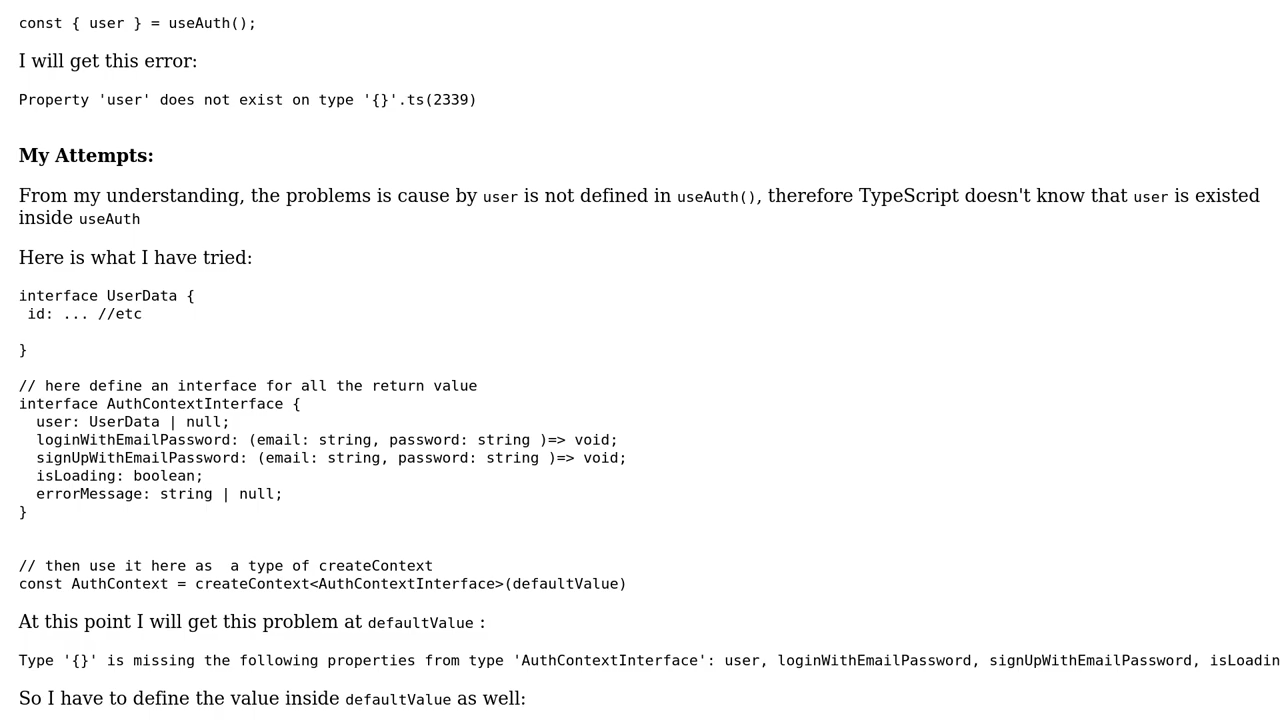 const { user } = useAuth();
I will get this error:
Property 'user' does not exist on type '{}'.ts(2339)
My Attempts:
From my understanding, the problems is cause by user is not defined in useAuth(), therefore TypeScript doesn't know that user is existed
inside useAuth
Here is what I have tried:
interface UserData {
 id: ... //etc
}
// here define an interface for all the return value
interface AuthContextInterface {
  user: UserData | null;
  loginWithEmailPassword: (email: string, password: string )=> void;
  signUpWithEmailPassword: (email: string, password: string )=> void;
  isLoading: boolean;
  errorMessage: string | null;
}
// then use it here as  a type of createContext
const AuthContext = createContext<AuthContextInterface>(defaultValue)
At this point I will get this problem at defaultValue :
Type '{}' is missing the following properties from type 'AuthContextInterface': user, loginWithEmailPassword, signUpWithEmailPassword, isLoadin
So I have to define the value inside defaultValue as well: